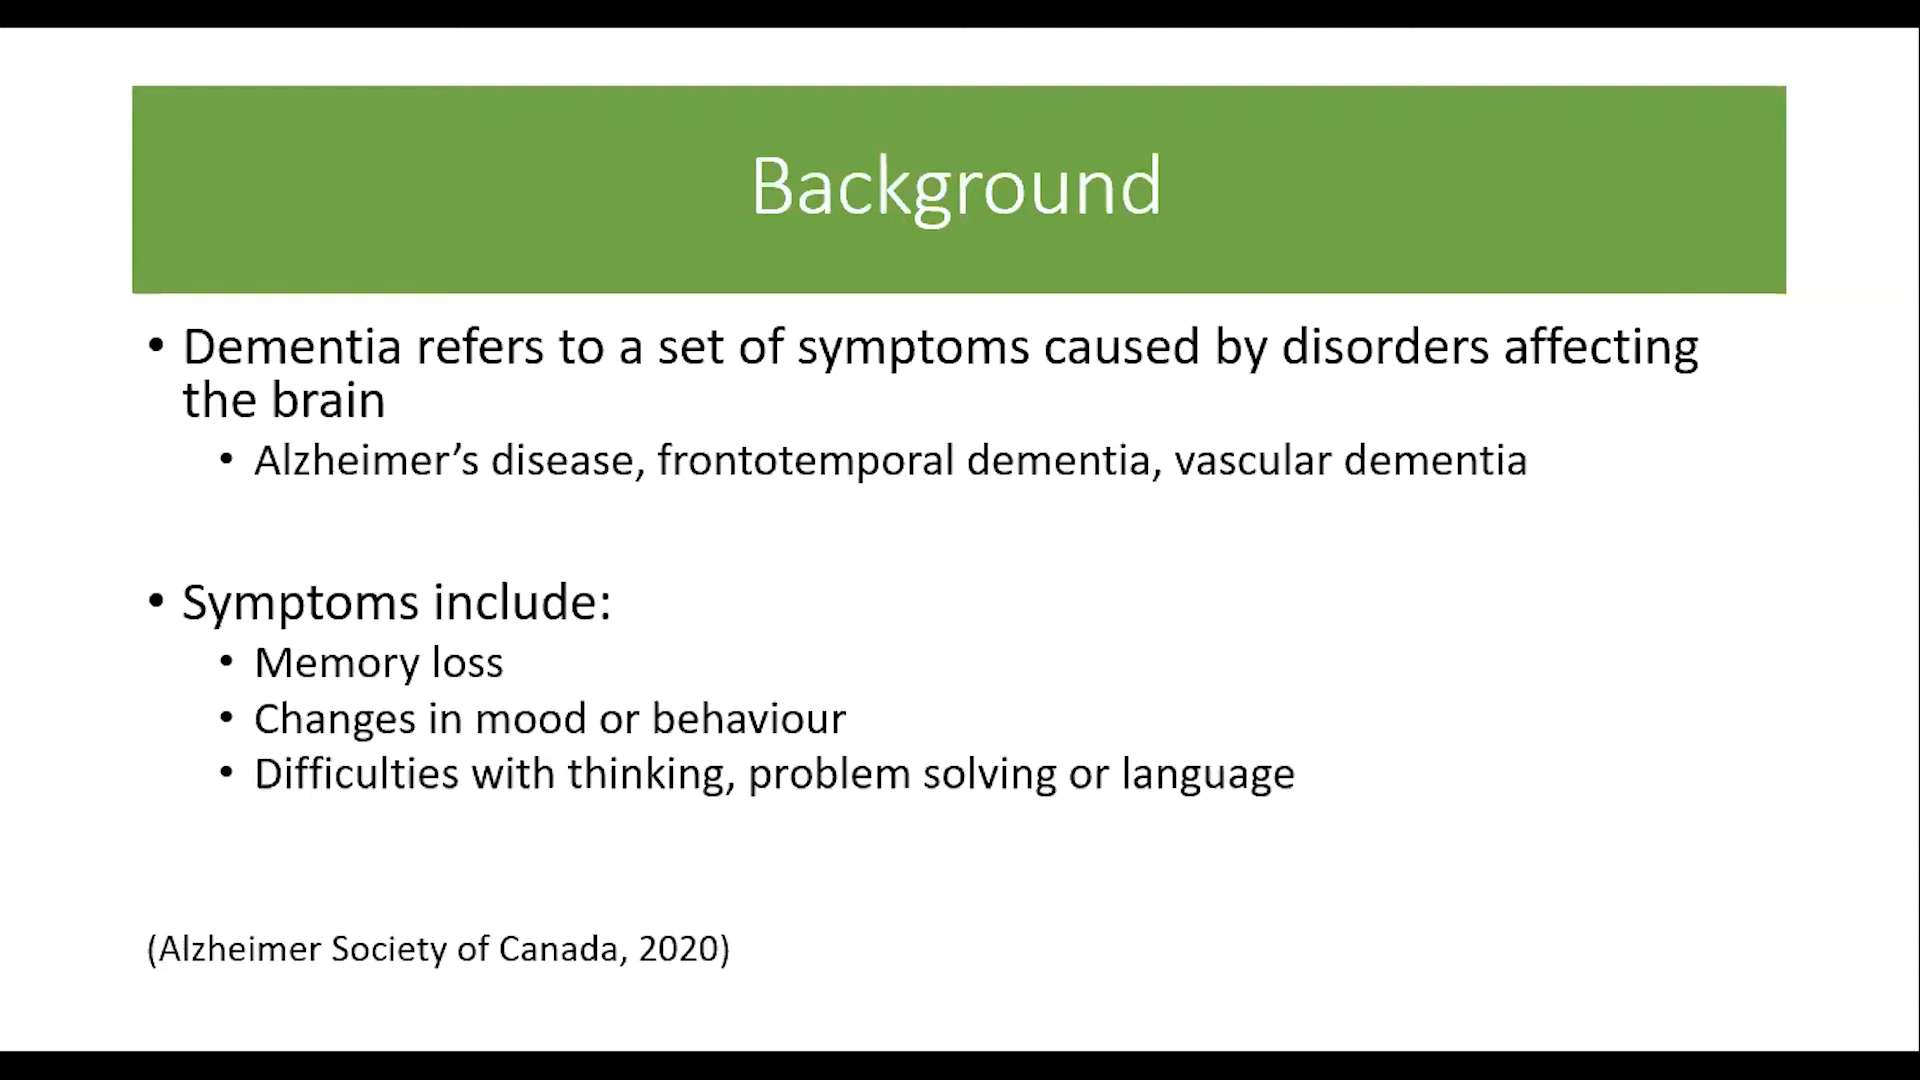 Background
• Dementia refers to a set of symptoms caused by disorders affecting
the brain
• Alzheimer’s disease, frontotemporal dementia, vascular dementia
• Symptoms include:
• Memory loss
• Changes in mood or behaviour
• Difficulties with thinking, problem solving or language
(Alzheimer Society of Canada, 2020)